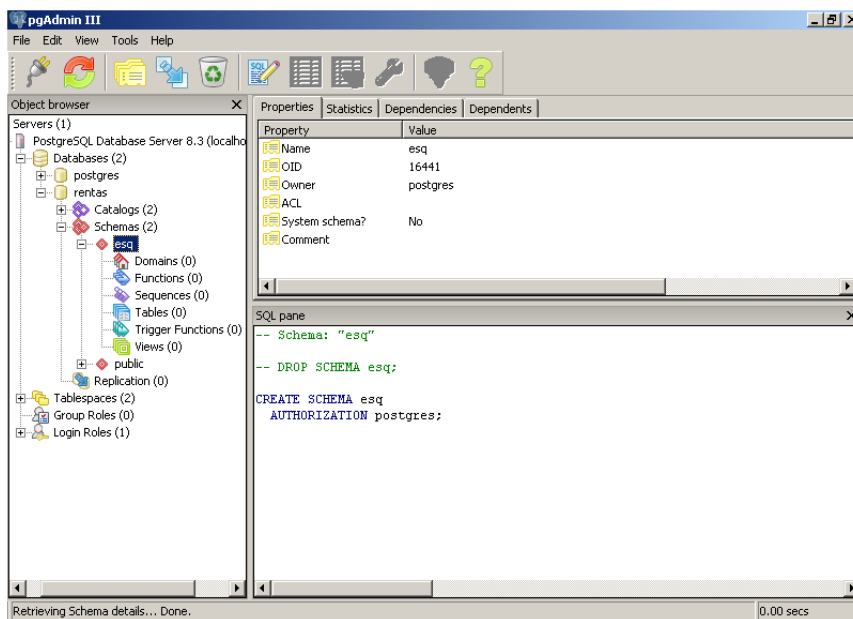 pgAdmin III
File Edit View Tools Help
SQL
Object browser X
Servers (1)
PostgreSQL Database Server 8.3 (localho
Databases (2)
postgres
rentas
Catalogs (2)
Schemas (2)
esq
Domains (0)
Functions (0)
Sequences (0)
Tables (0)
Trigger Functions (0)
Views (0)
public
Replication (0)
Tablespaces (2)
Group Roles (0)
Login Roles (1)
Properties Statistics Dependencies Dependents
Property Value
Name esq
OID 16441
Owner postgres
ACL
System schema? No
Comment
SQL pane
-- Schema: "esq"
-- DROP SCHEMA esq;
CREATE SCHEMA esq
AUTHORIZATION postgres;
Retrieving Schema details... Done. 0.00 secs